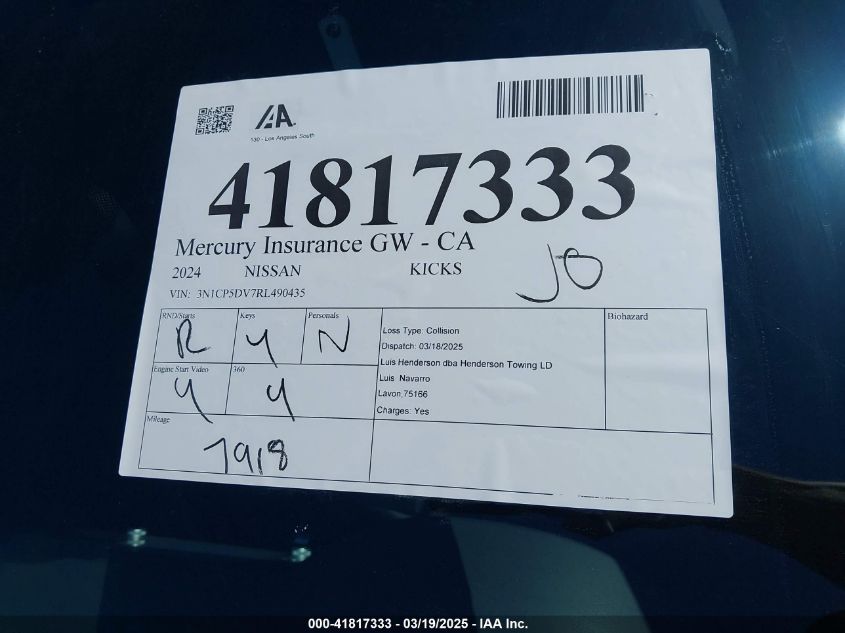 IAA
130 - Los Angeles South
41817333
Mercury Insurance GW - CA
2024 NISSAN KICKS
JO
VIN: 3N1CP5DV7RL490435
RND/Starts Keys Personals
R Y N
Engine Start Video 360
Y Y
Mileage
7918
Loss Type: Collision
Dispatch: 03/18/2025
Luis Henderson dba Henderson Towing LD
Luis Navarro
Lavon,75166
Charges: Yes
Biohazard
000-41817333 - 03/19/2025 - IAA Inc.